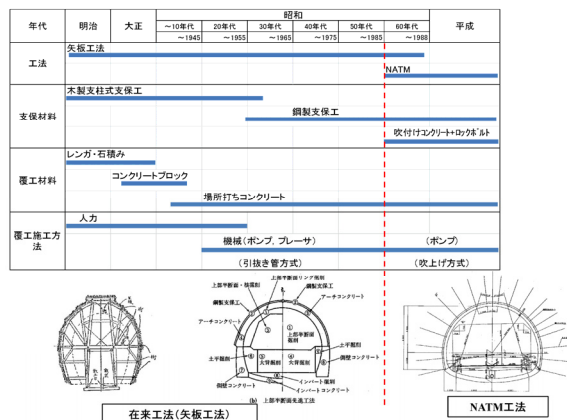 年代
明治
大正
昭和
平成
~10年代
20年代
30年代
40年代
50年代
60年代
~1945
~1955
~1965
~1975
~1985
~1988
工法
矢板工法
NATM
支保材料
木製支柱式支保工
鋼製支保工
吹付けコンクリート+ロックボルト
覆工材料
レンガ・石積み
コンクリートブロック
場所打ちコンクリート
覆工施工方法
人力
機械(ポンプ、プレーサ)
(ポンプ)
(引抜き管方式)
(吹上げ方式)
上部半断面リング掘削
上部半断面・核掘削
鋼製支保工
鋼製支保工
アーチコンクリート
アーチコンクリート
①
上部半断面
掘削
土平掘削
大背掘削
大背掘削
土平掘削
側壁コンクリート
側壁コンクリート
インバート掘削
インバートコンクリート
(b) 上部半断面先進工法
在来工法(矢板工法)
NATM工法